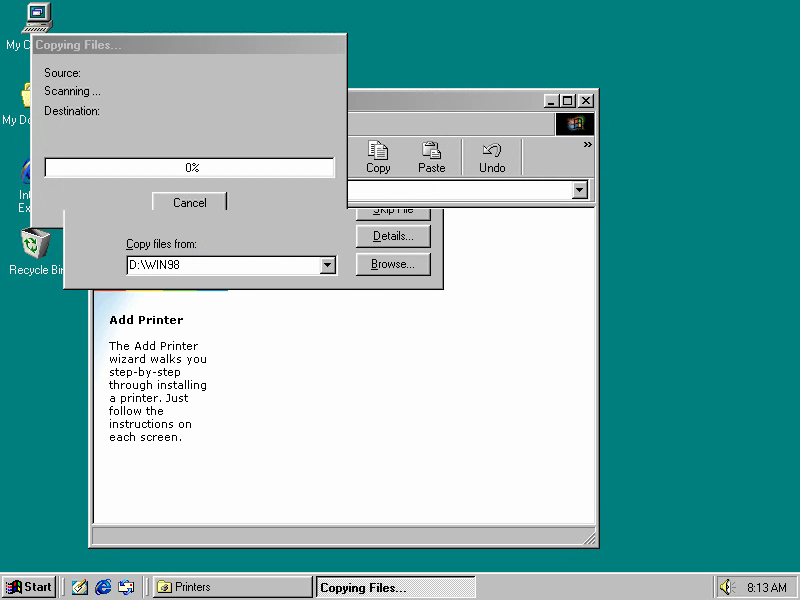 My C
Copying Files...
Source:
Scanning ...
Destination:
0%
Cancel
My Do
Int
Ex
Recycle Bin
Copy
Paste
Undo
»
Skip File
Details...
Browse...
Copy files from:
D:\WIN98
Add Printer
The Add Printer
wizard walks you
step-by-step
through installing
a printer. Just
follow the
instructions on
each screen.
Start
Printers
Copying Files...
8:13 AM